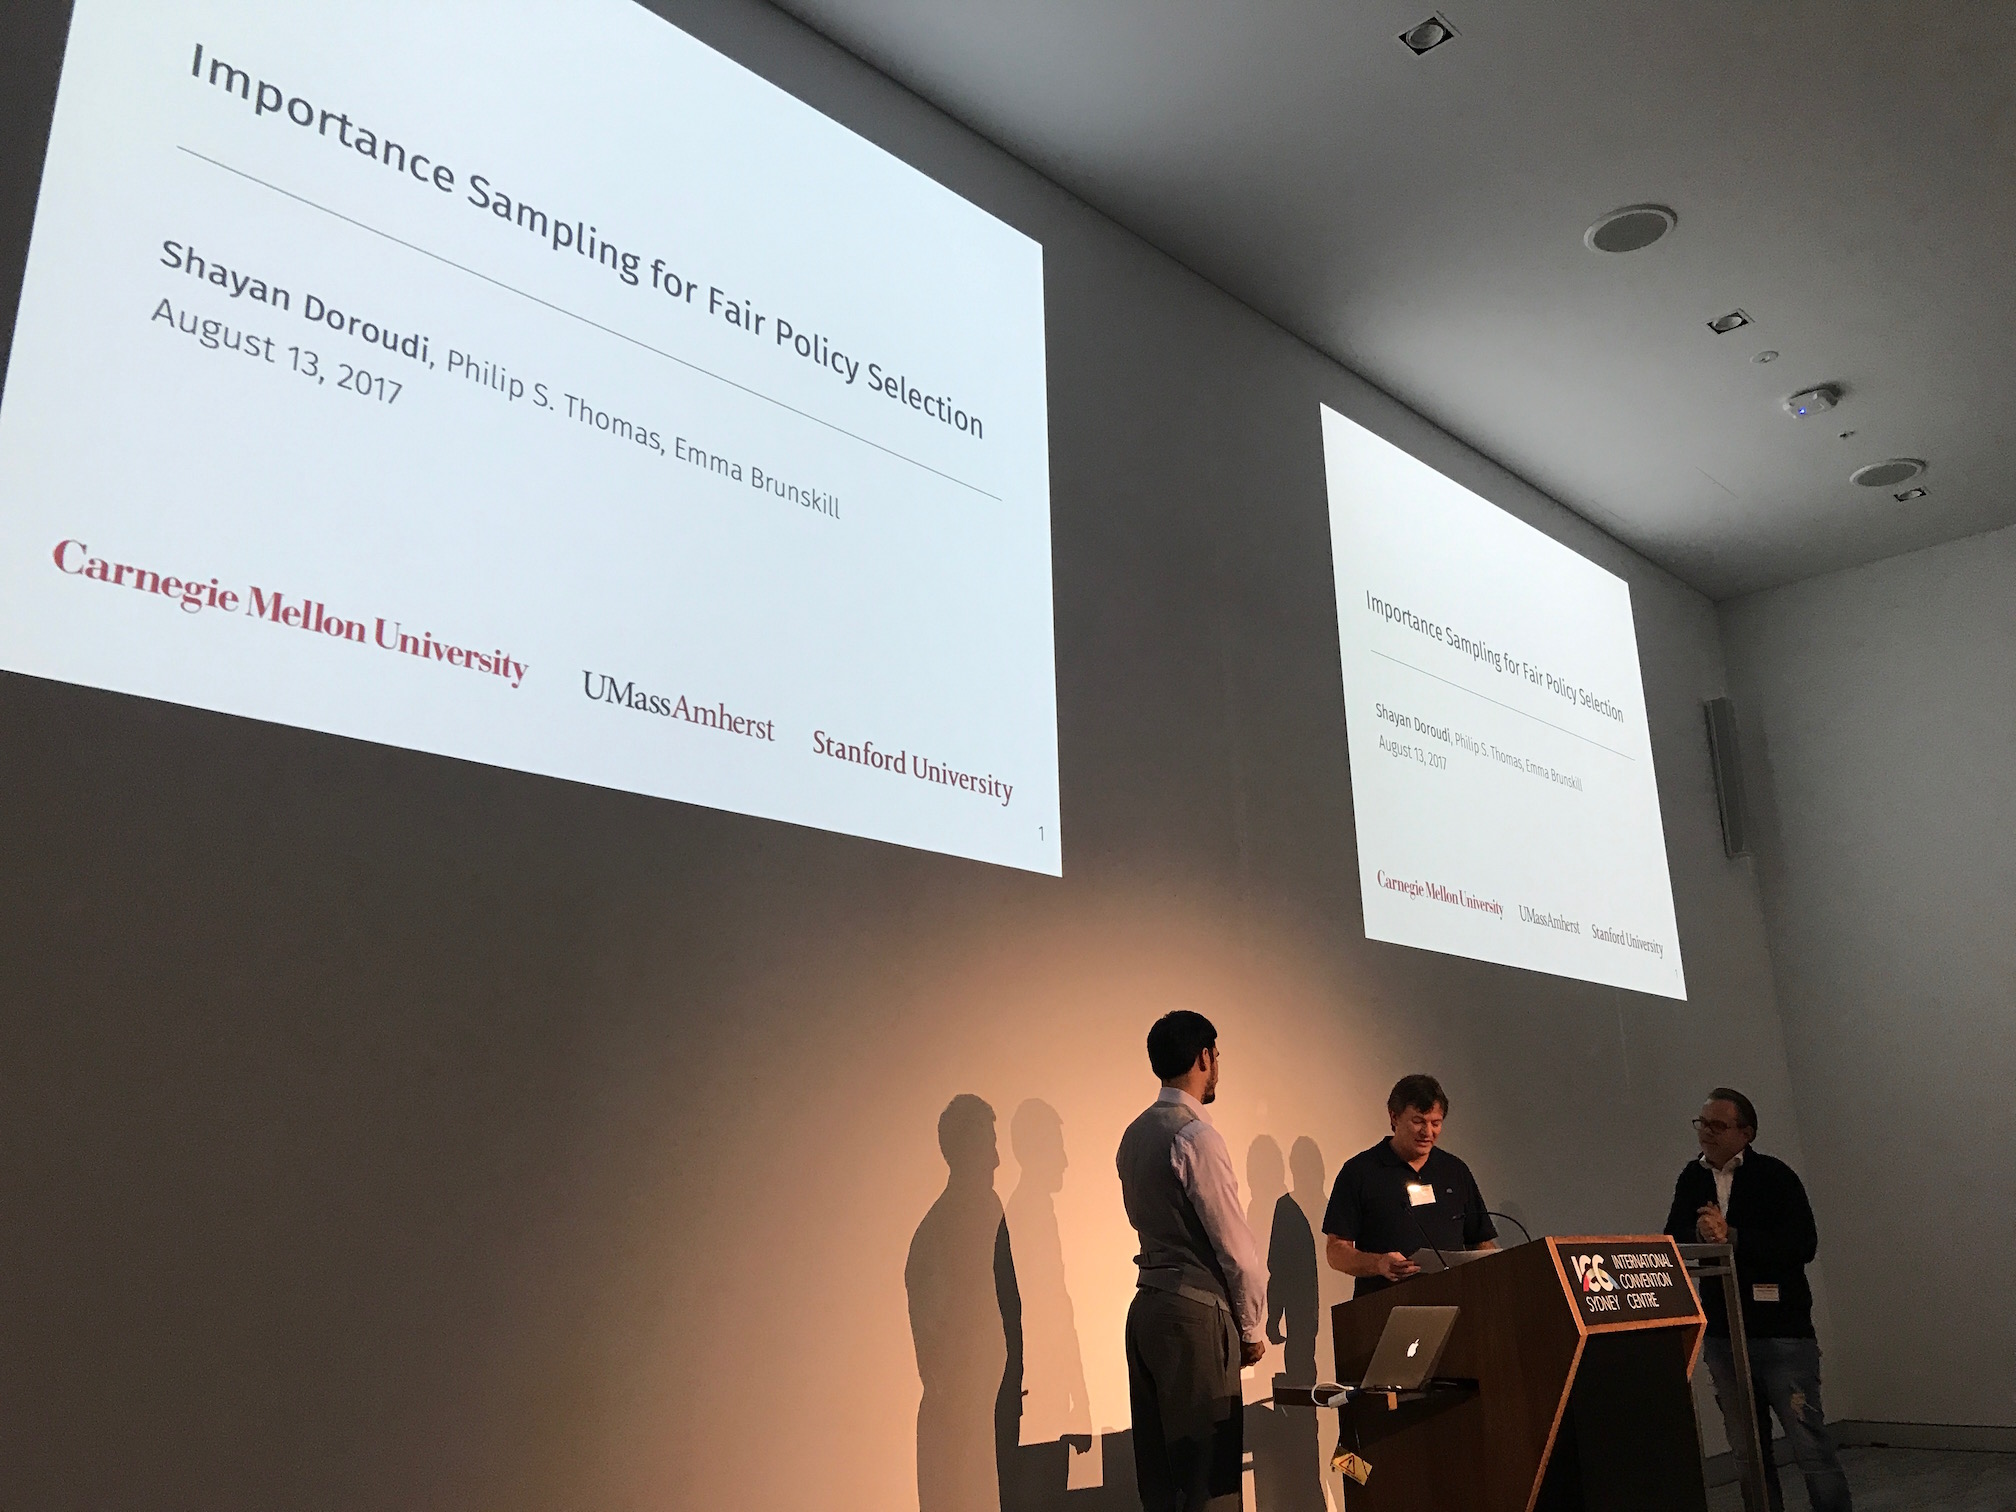 Importance Sampling for Fair Policy Selection
Shayan Doroudi, Philip S. Thomas, Emma Brunskill
August 13, 2017
Carnegie Mellon University
UMassAmherst
Stanford University
1
Importance Sampling for Fair Policy Selection
Shayan Doroudi, Philip S. Thomas, Emma Brunskill
August 13, 2017
Carnegie Mellon University
UMassAmherst
Stanford University
1
ICC INTERNATIONAL
CONVENTION
SYDNEY CENTRE